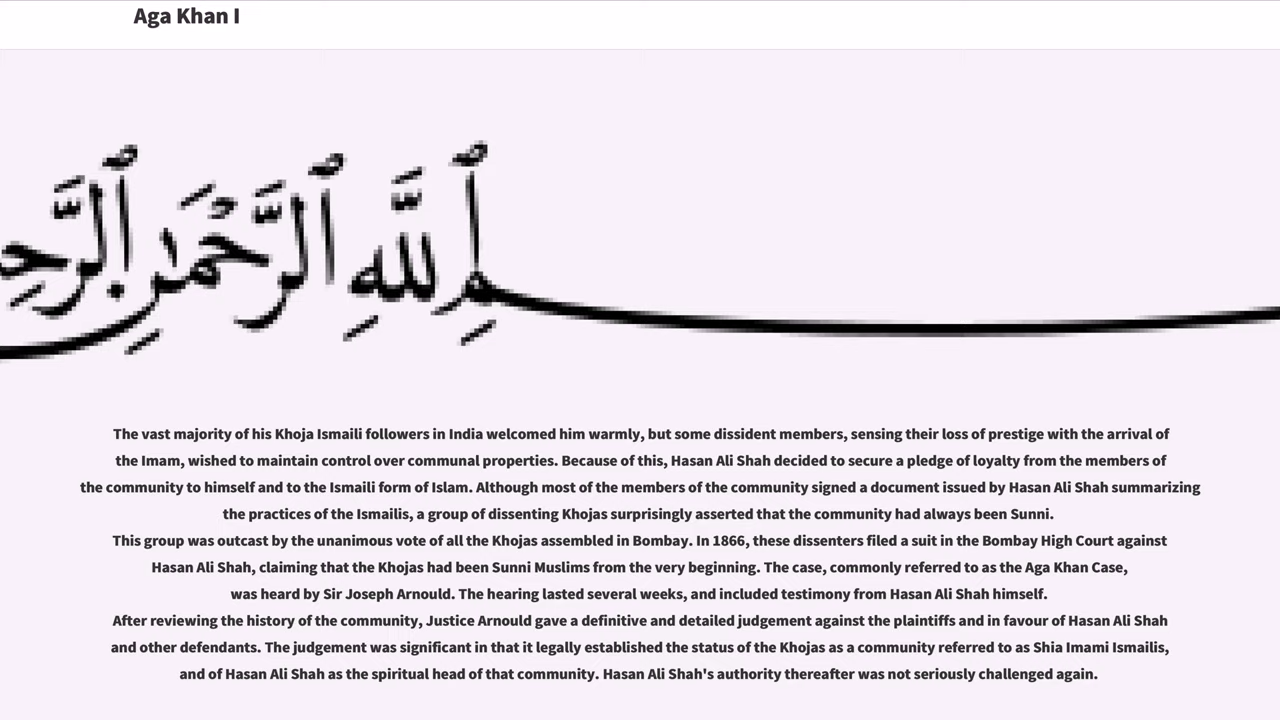 Aga Khan I
مِ ٱللَّهِ ٱلرَّحْمَٰنِ ٱلرَّحِ
The vast majority of his Khoja Ismaili followers in India welcomed him warmly, but some dissident members, sensing their loss of prestige with the arrival of
the Imam, wished to maintain control over communal properties. Because of this, Hasan Ali Shah decided to secure a pledge of loyalty from the members of
the community to himself and to the Ismaili form of Islam. Although most of the members of the community signed a document issued by Hasan Ali Shah summarizing
the practices of the Ismailis, a group of dissenting Khojas surprisingly asserted that the community had always been Sunni.
This group was outcast by the unanimous vote of all the Khojas assembled in Bombay. In 1866, these dissenters filed a suit in the Bombay High Court against
Hasan Ali Shah, claiming that the Khojas had been Sunni Muslims from the very beginning. The case, commonly referred to as the Aga Khan Case,
was heard by Sir Joseph Arnould. The hearing lasted several weeks, and included testimony from Hasan Ali Shah himself.
After reviewing the history of the community, Justice Arnould gave a definitive and detailed judgement against the plaintiffs and in favour of Hasan Ali Shah
and other defendants. The judgement was significant in that it legally established the status of the Khojas as a community referred to as Shia Imami Ismailis,
and of Hasan Ali Shah as the spiritual head of that community. Hasan Ali Shah's authority thereafter was not seriously challenged again.